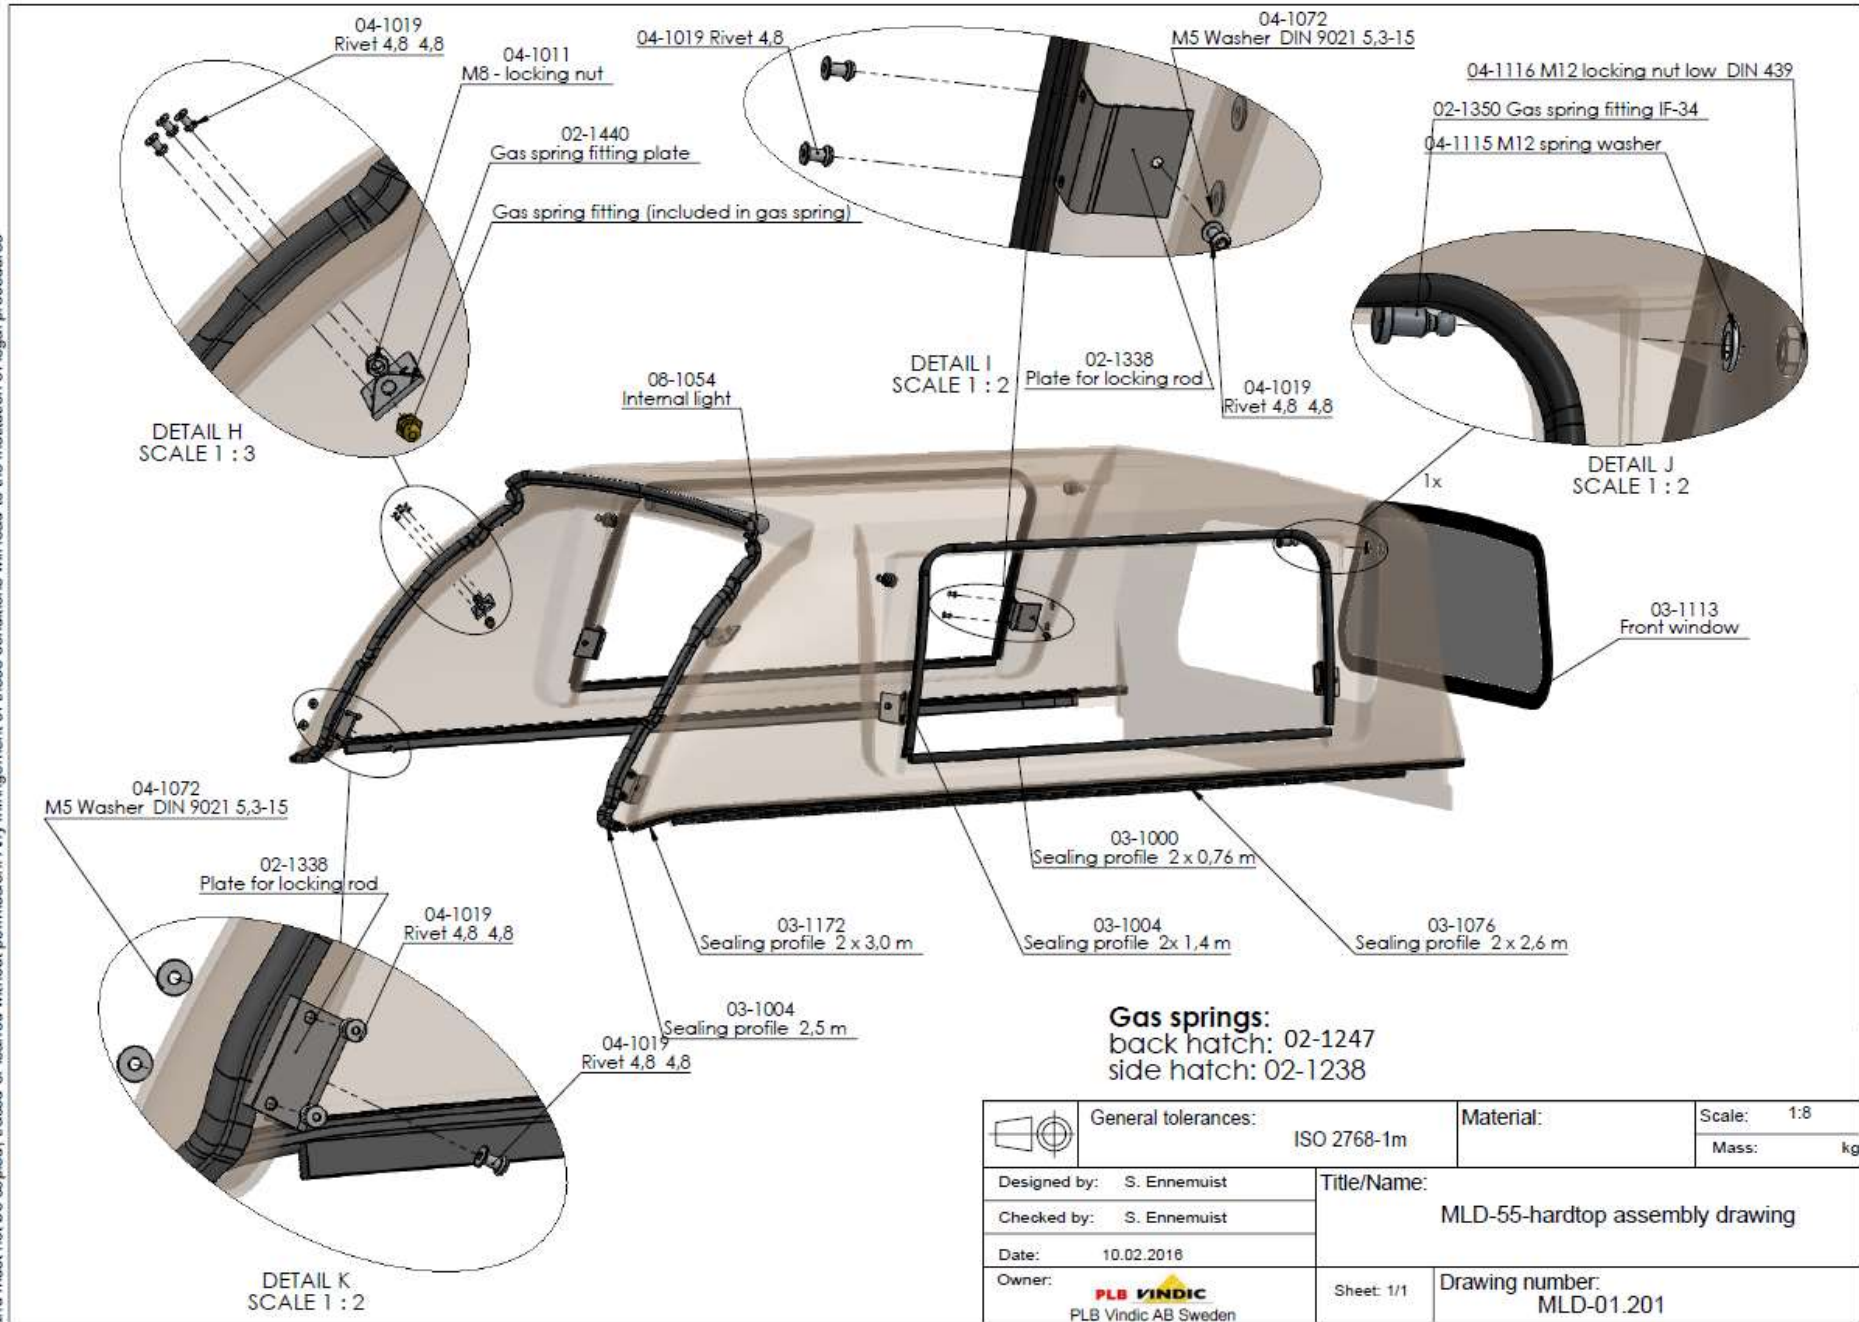 04-1019
Rivet 4,8 4,8
04-1011
M8 - locking nut
02-1440
Gas spring fitting plate
Gas spring fitting (included in gas spring)
DETAIL H
SCALE 1 : 3
04-1019 Rivet 4,8
04-1072
M5 Washer DIN 9021 5,3-15
DETAIL I
SCALE 1 : 2
02-1338
Plate for locking rod
04-1019
Rivet 4,8 4,8
04-1116 M12 locking nut low DIN 439
02-1350 Gas spring fitting IF-34
04-1115 M12 spring washer
DETAIL J
SCALE 1 : 2
1x
08-1054
Internal light
03-1113
Front window
04-1072
M5 Washer DIN 9021 5,3-15
02-1338
Plate for locking rod
04-1019
Rivet 4,8 4,8
04-1019
Rivet 4,8 4,8
DETAIL K
SCALE 1 : 2
03-1000
Sealing profile 2 x 0,76 m
03-1172
Sealing profile 2 x 3,0 m
03-1004
Sealing profile 2x 1,4 m
03-1076
Sealing profile 2 x 2,6 m
03-1004
Sealing profile 2,5 m
Gas springs:
back hatch: 02-1247
side hatch: 02-1238
General tolerances:
ISO 2768-1m
Material:
Scale: 1:8
Mass: kg
Designed by: S. Ennemuist
Checked by: S. Ennemuist
Date: 10.02.2016
Title/Name:
MLD-55-hardtop assembly drawing
Owner:
PLB VINDIC
PLB Vindic AB Sweden
Sheet: 1/1
Drawing number:
MLD-01.201